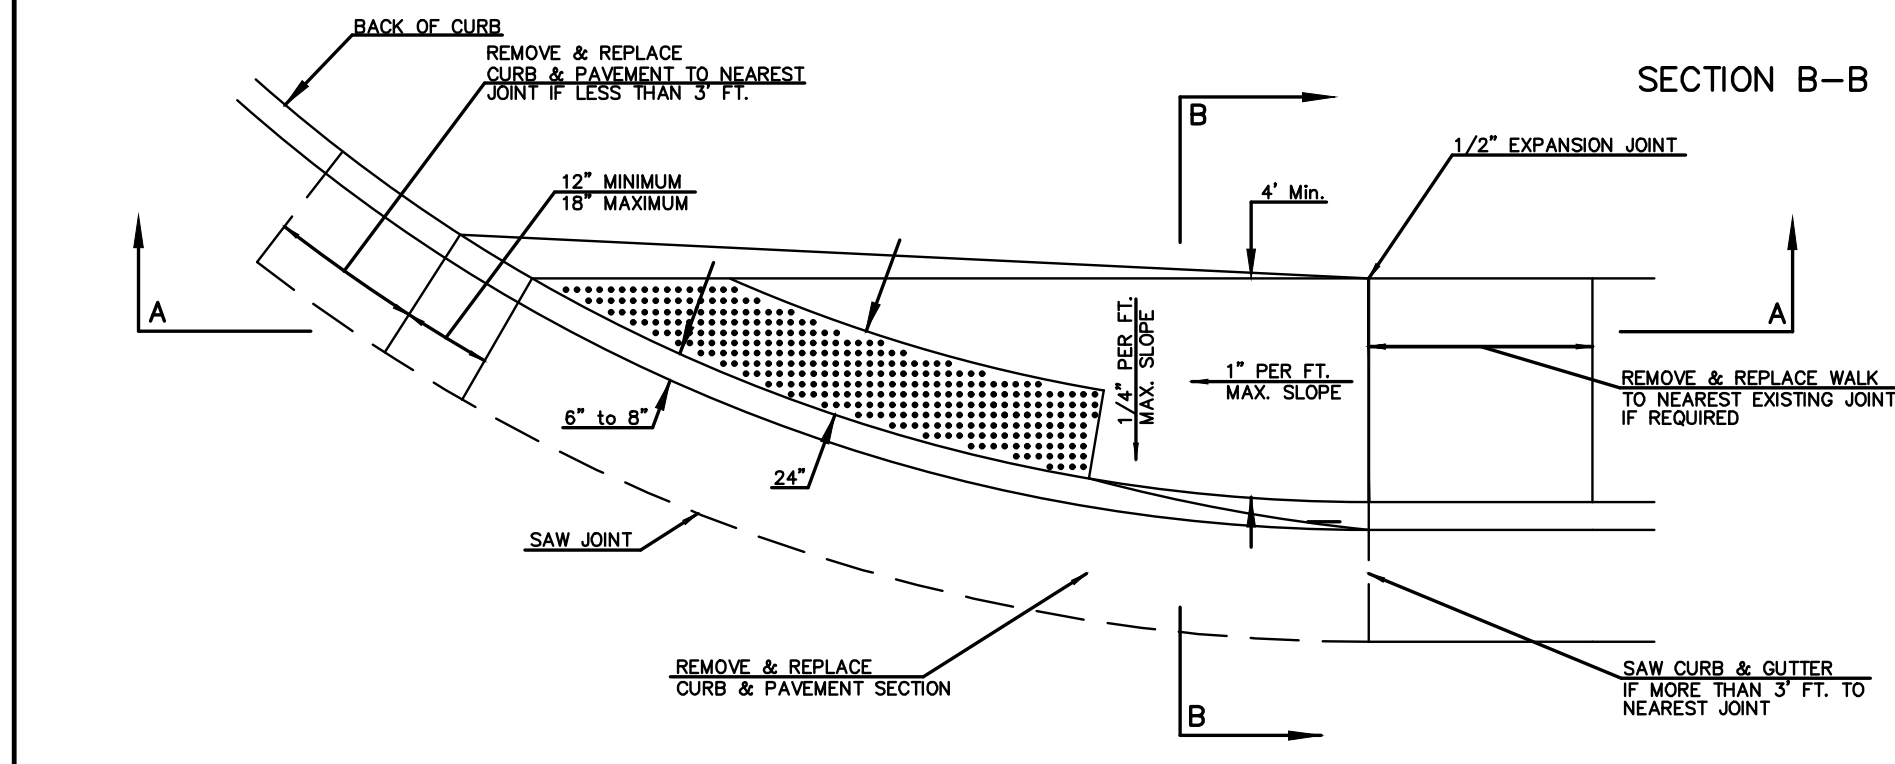 BACK OF CURB
REMOVE & REPLACE
CURB & PAVEMENT TO NEAREST
JOINT IF LESS THAN 3' FT.
SECTION B-B
B
1/2" EXPANSION JOINT
12" MINIMUM
18" MAXIMUM
4' Min.
A
A
1/4" PER FT.
MAX. SLOPE
1" PER FT.
MAX. SLOPE
REMOVE & REPLACE WALK
TO NEAREST EXISTING JOINT
IF REQUIRED
6" to 8"
24"
SAW JOINT
REMOVE & REPLACE
CURB & PAVEMENT SECTION
SAW CURB & GUTTER
IF MORE THAN 3' FT. TO
NEAREST JOINT
B